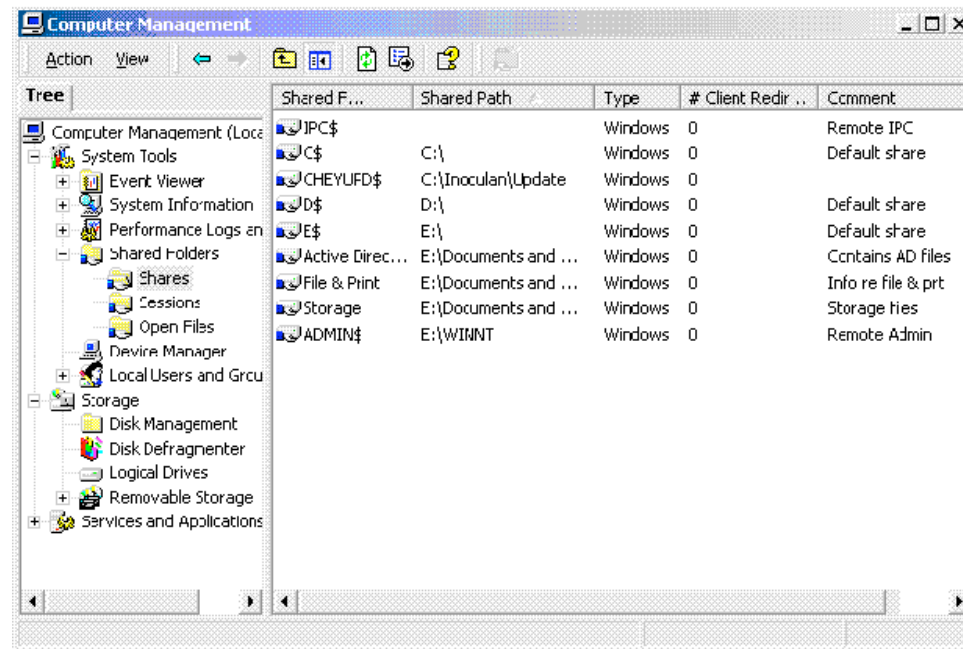 Computer Management
Action View
Tree
Computer Management (Loca
System Tools
Event Viewer
System Information
Performance Logs an
Shared Folders
Shares
Sessions
Open Files
Device Manager
Local Users and Grou
Storage
Disk Management
Disk Defragmenter
Logical Drives
Removable Storage
Services and Applications
Shared F... Shared Path Type # Client Redir .. Comment
IPC$ Windows 0 Remote IPC
C$ C:\ Windows 0 Default share
CHEYUFD$ C:\Inoculan\Update Windows 0
D$ D:\ Windows 0 Default share
E$ E:\ Windows 0 Default share
Active Direc... E:\Documents and ... Windows 0 Contains AD files
File & Print E:\Documents and ... Windows 0 Info re file & prt
Storage E:\Documents and ... Windows 0 Storage files
ADMIN$ E:\WINNT Windows 0 Remote Admin